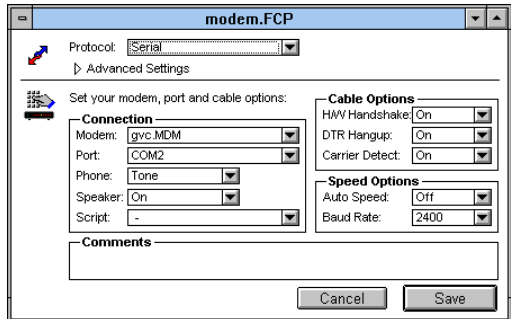 modem.FCP
Protocol: Serial
Advanced Settings
Set your modem, port and cable options:
Connection
Modem: gvc.MDM
Port: COM2
Phone: Tone
Speaker: On
Script: -
Cable Options
H/W Handshake: On
DTR Hangup: On
Carrier Detect: On
Speed Options
Auto Speed: Off
Baud Rate: 2400
Comments
Cancel Save